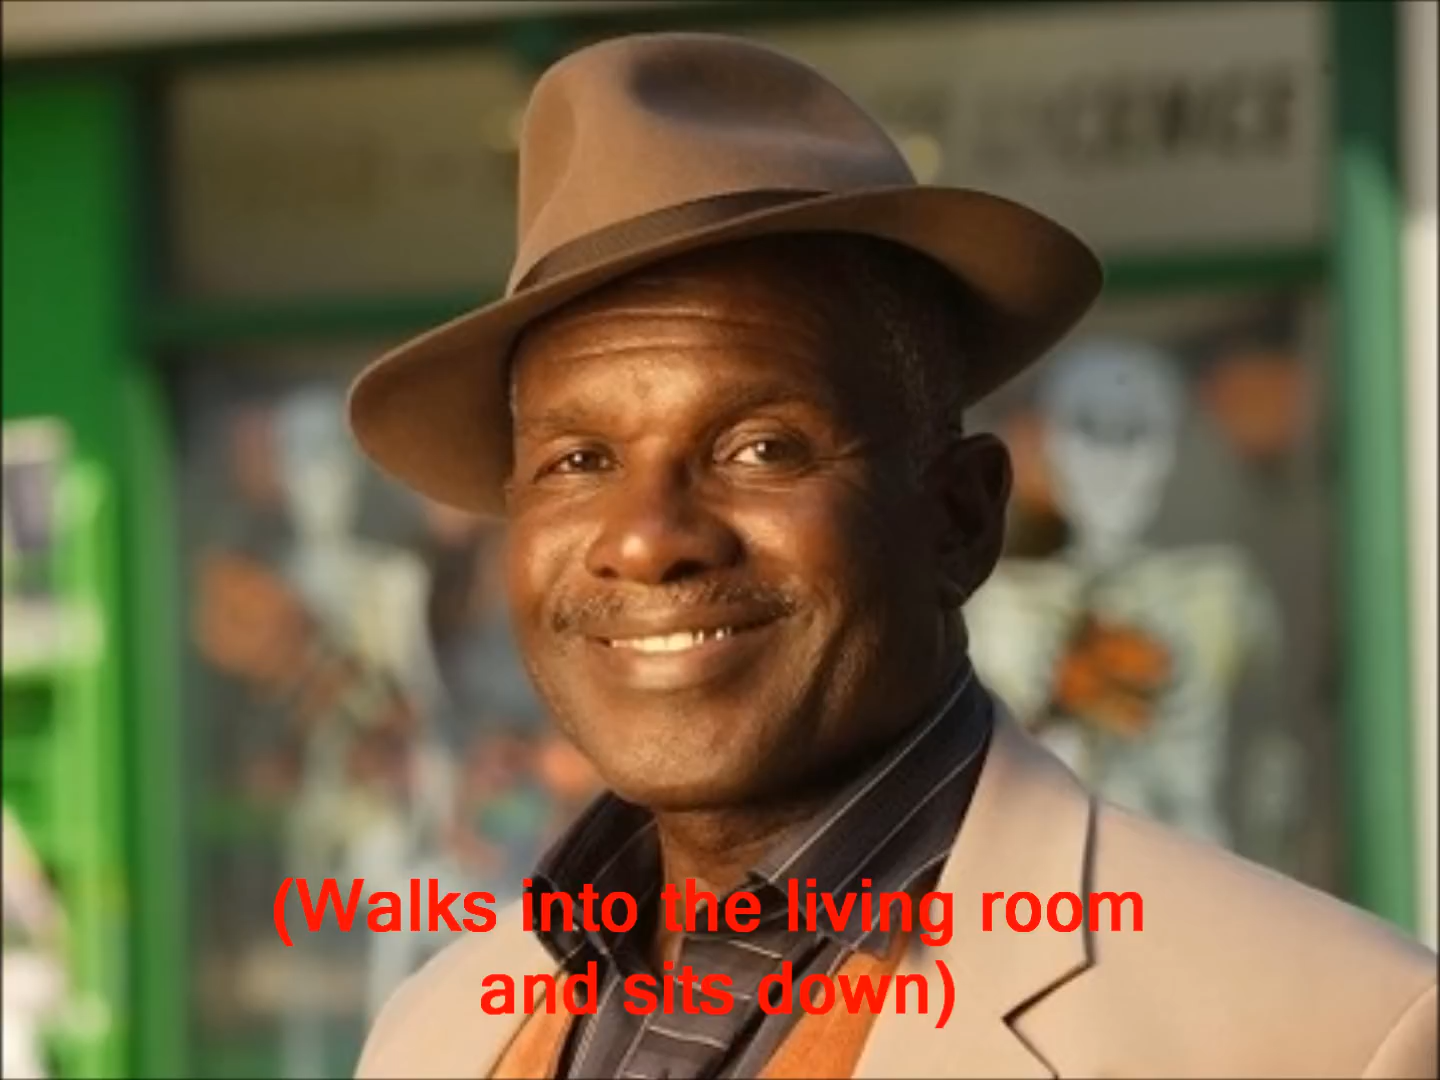 (Walks into the living room
and sits down)